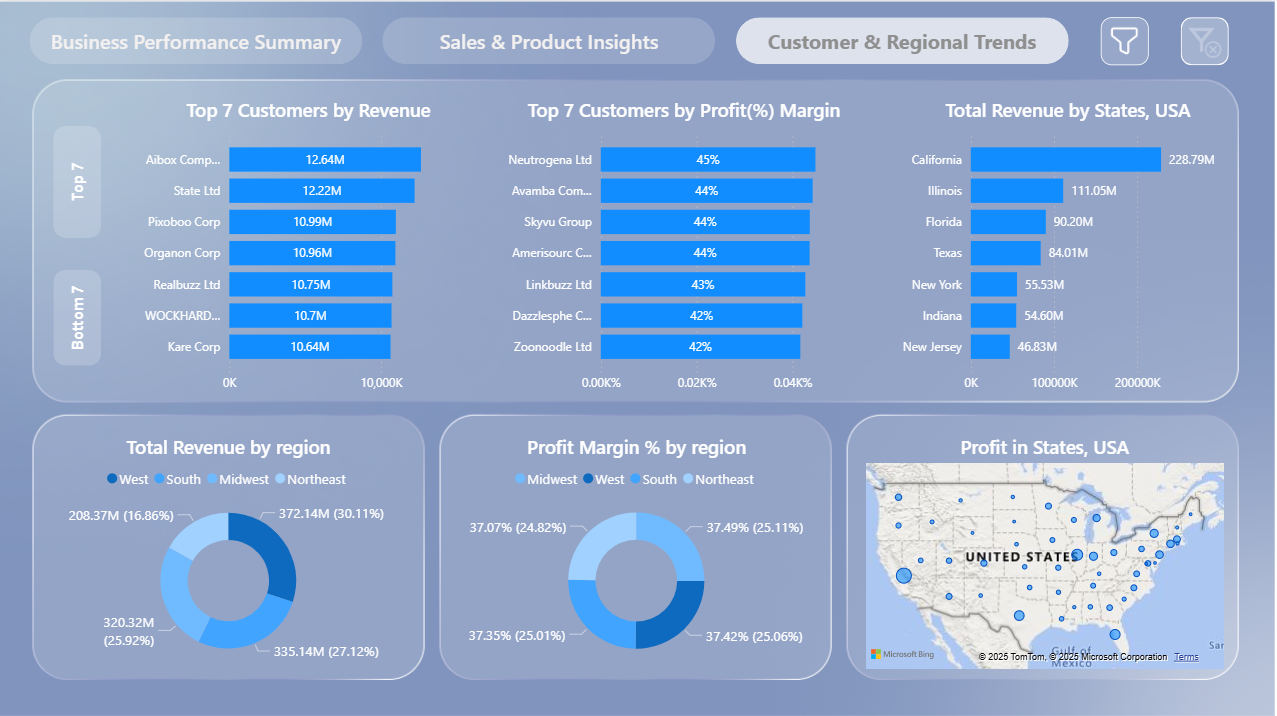 Business Performance Summary
Sales & Product Insights
Customer & Regional Trends
Top 7
Bottom 7
Top 7 Customers by Revenue
Aibox Comp... 12.64M
State Ltd 12.22M
Pixoboo Corp 10.99M
Organon Corp 10.96M
Realbuzz Ltd 10.75M
WOCKHARD... 10.7M
Kare Corp 10.64M
0K 10,000K
Top 7 Customers by Profit(%) Margin
Neutrogena Ltd 45%
Avamba Com... 44%
Skyvu Group 44%
Amerisourc C... 44%
Linkbuzz Ltd 43%
Dazzlesphe C... 42%
Zoonoodle Ltd 42%
0.00K% 0.02K% 0.04K%
Total Revenue by States, USA
California 228.79M
Illinois 111.05M
Florida 90.20M
Texas 84.01M
New York 55.53M
Indiana 54.60M
New Jersey 46.83M
0K 100000K 200000K
Total Revenue by region
West South Midwest Northeast
208.37M (16.86%)
372.14M (30.11%)
320.32M
(25.92%)
335.14M (27.12%)
Profit Margin % by region
Midwest West South Northeast
37.07% (24.82%)
37.49% (25.11%)
37.35% (25.01%)
37.42% (25.06%)
Profit in States, USA
UNITED STATES
Gulf of
Mexico
Sar
Microsoft Bing
© 2025 TomTom, © 2025 Microsoft Corporation Terms